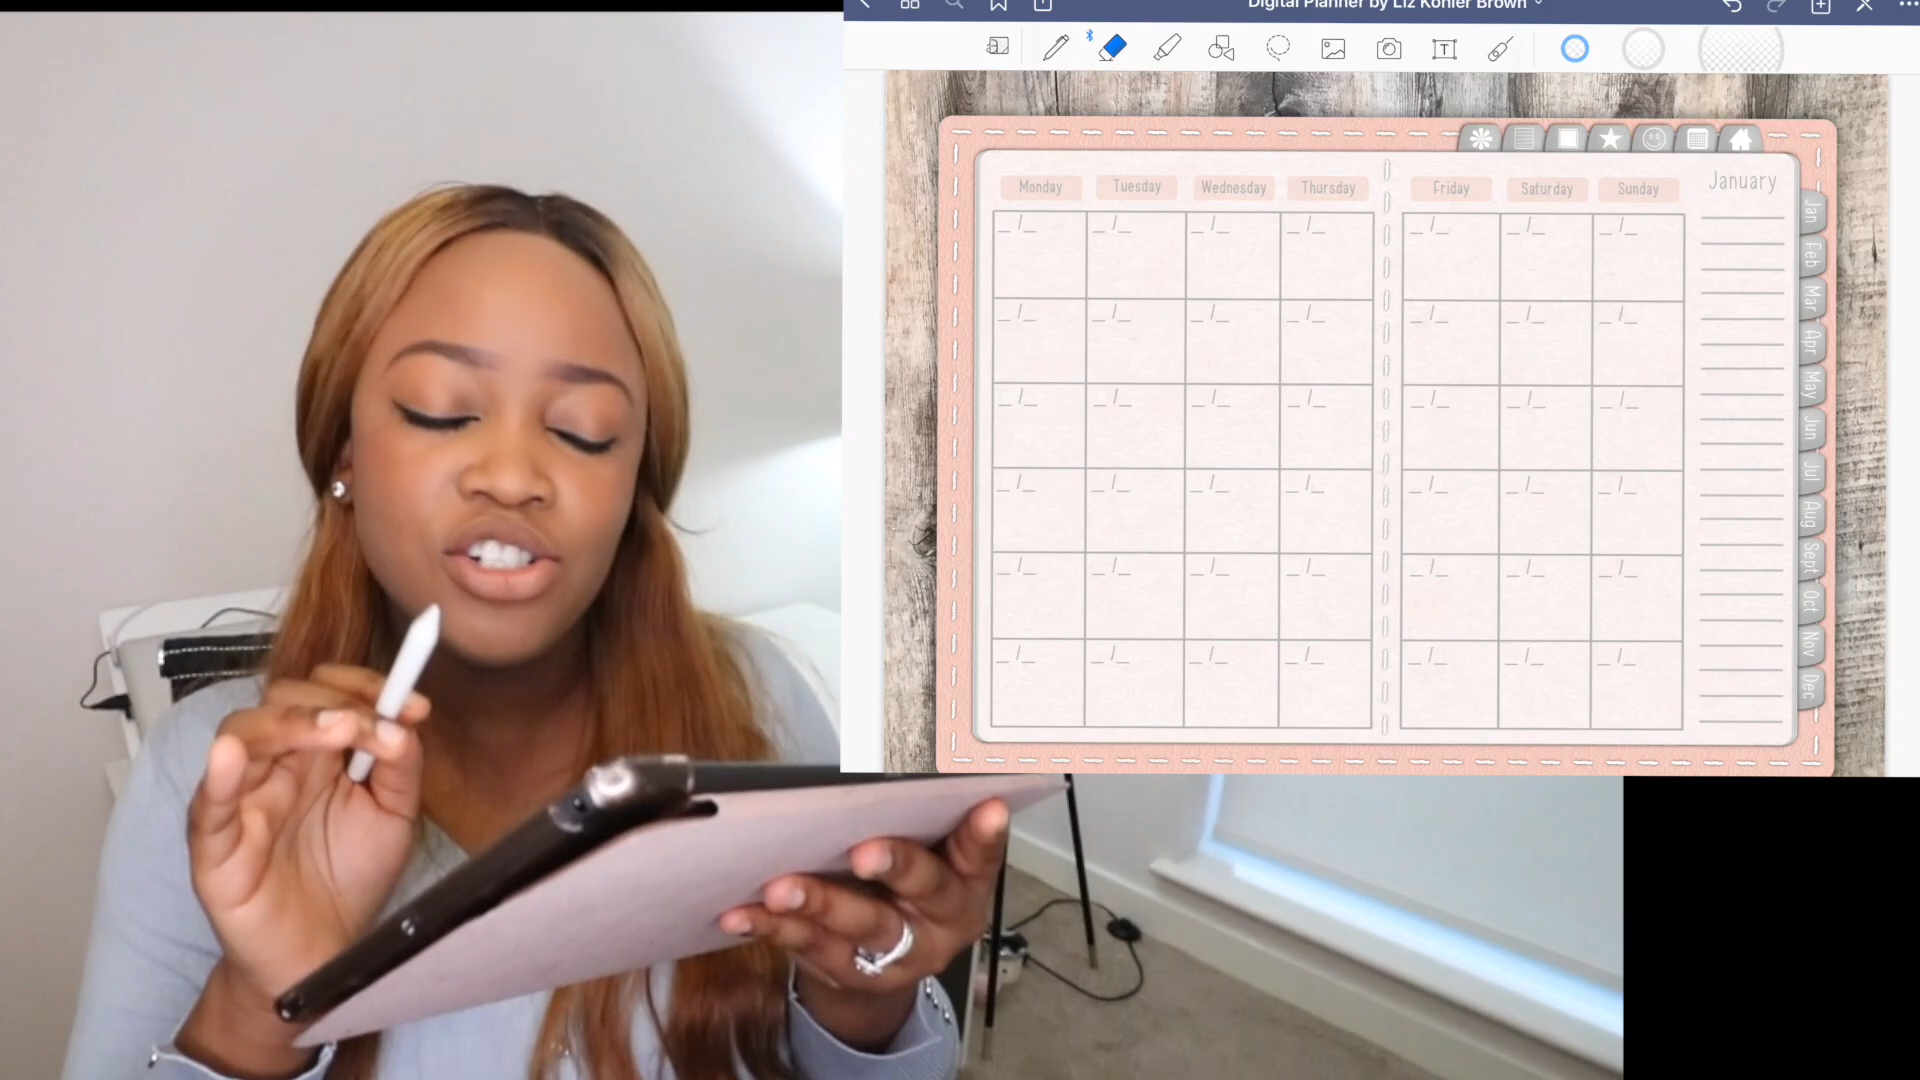 Digital Planner by Liz Kohler Brown
T
Monday Tuesday Wednesday Thursday Friday Saturday Sunday January
_/_ _/_ _/_ _/_ _/_ _/_ _/_
_/_ _/_ _/_ _/_ _/_ _/_ _/_
_/_ _/_ _/_ _/_ _/_ _/_ _/_
_/_ _/_ _/_ _/_ _/_ _/_ _/_
_/_ _/_ _/_ _/_ _/_ _/_ _/_
_/_ _/_ _/_ _/_ _/_ _/_ _/_
Jan
Feb
Mar
Apr
May
Jun
Jul
Aug
Sept
Oct
Nov
Dec